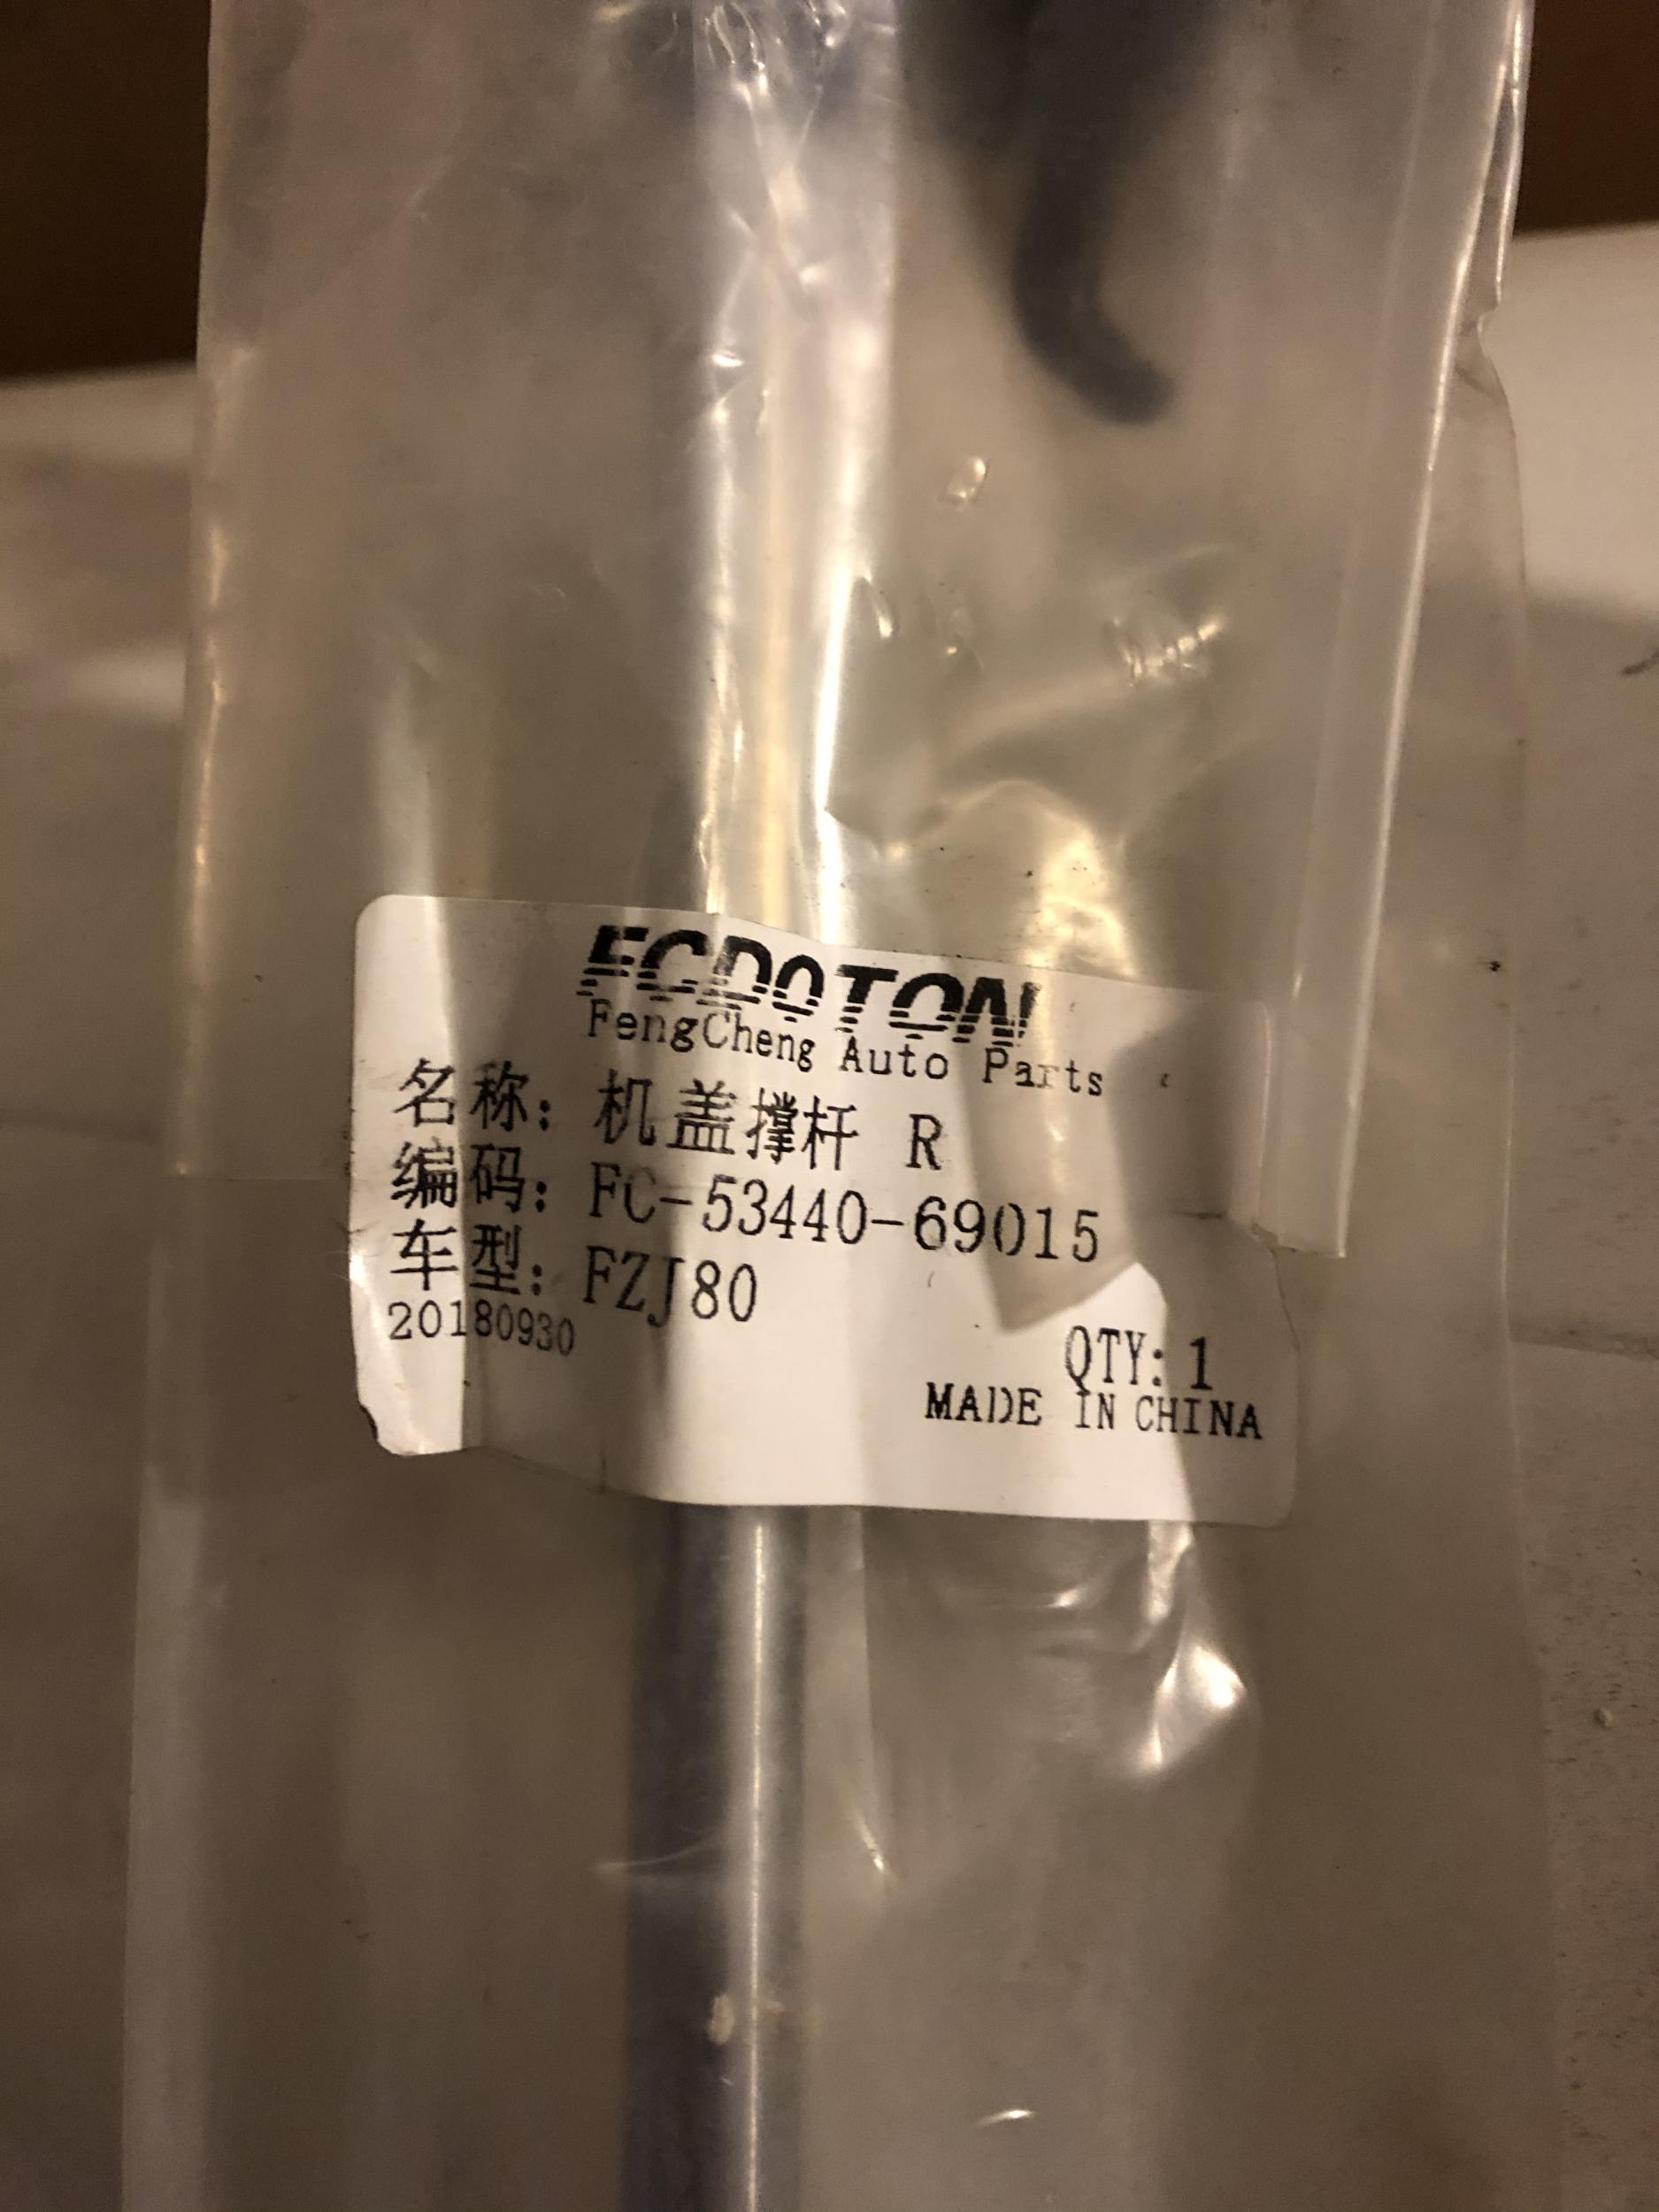 FCDOTON
FengCheng Auto Parts
名称：机盖撑杆 R
编码：FC-53440-69015
车型：FZJ80
20180930
QTY:1
MADE IN CHINA